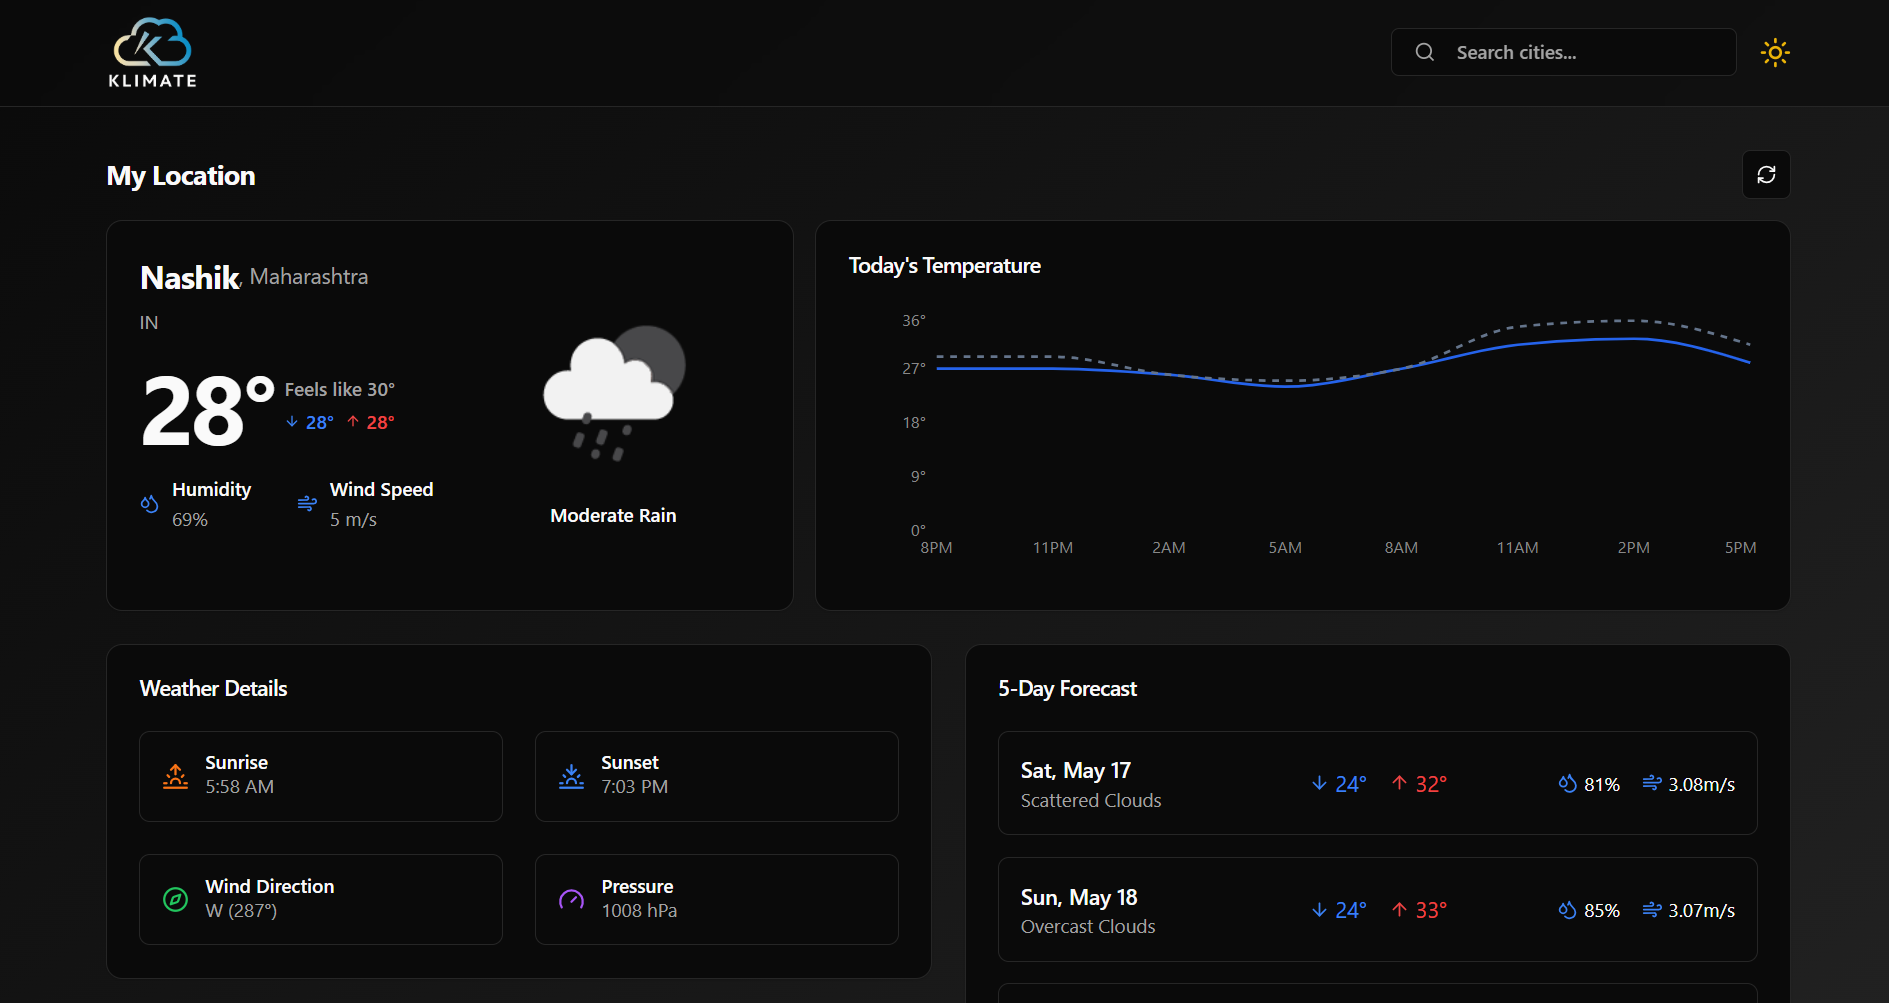 KLIMATE
Search cities...
My Location
Nashik, Maharashtra
IN
28°
Feels like 30°
28° 28°
Humidity
69%
Wind Speed
5 m/s
Moderate Rain
Today's Temperature
36°
27°
18°
9°
0°
8PM 11PM 2AM 5AM 8AM 11AM 2PM 5PM
Weather Details
Sunrise
5:58 AM
Sunset
7:03 PM
Wind Direction
W (287°)
Pressure
1008 hPa
5-Day Forecast
Sat, May 17
Scattered Clouds
24° 32° 81% 3.08m/s
Sun, May 18
Overcast Clouds
24° 33° 85% 3.07m/s